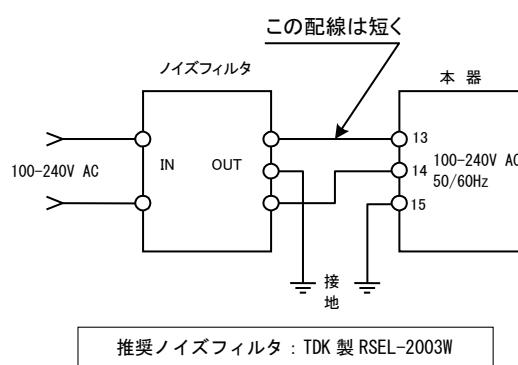 この配線は短く
ノイズフィルタ
本 器
100-240V AC
IN
OUT
13
14
15
100-240V AC
50/60Hz
接
地
推奨ノイズフィルタ：TDK 製 RSEL-2003W